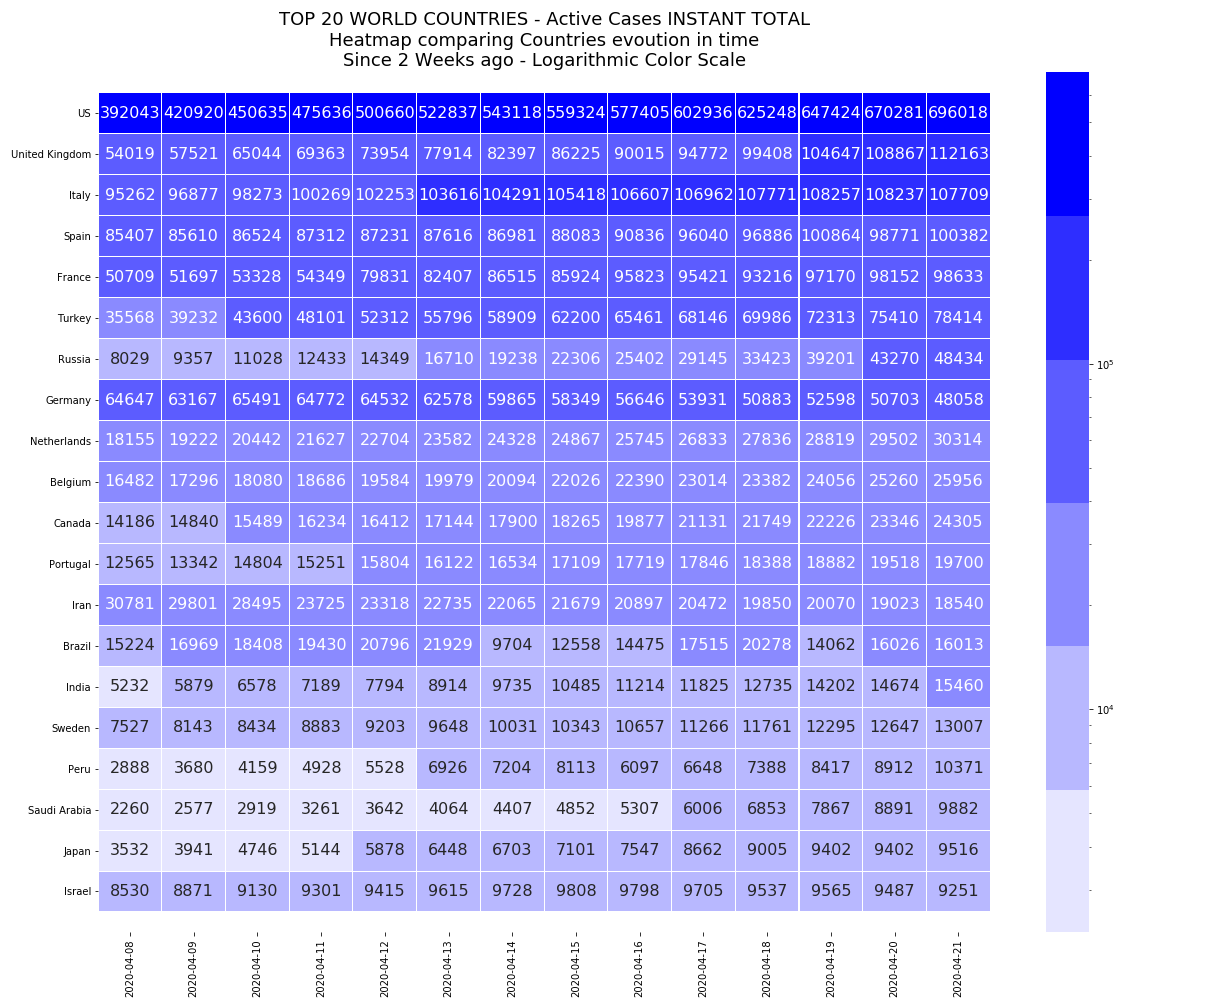 TOP 20 WORLD COUNTRIES - Active Cases INSTANT TOTAL
Heatmap comparing Countries evoution in time
Since 2 Weeks ago - Logarithmic Color Scale
US 392043 420920 450635 475636 500660 522837 543118 559324 577405 602936 625248 647424 670281 696018
United Kingdom 54019 57521 65044 69363 73954 77914 82397 86225 90015 94772 99408 104647 108867 112163
Italy 95262 96877 98273 100269 102253 103616 104291 105418 106607 106962 107771 108257 108237 107709
Spain 85407 85610 86524 87312 87231 87616 86981 88083 90836 96040 96886 100864 98771 100382
France 50709 51697 53328 54349 79831 82407 86515 85924 95823 95421 93216 97170 98152 98633
Turkey 35568 39232 43600 48101 52312 55796 58909 62200 65461 68146 69986 72313 75410 78414
Russia 8029 9357 11028 12433 14349 16710 19238 22306 25402 29145 33423 39201 43270 48434
Germany 64647 63167 65491 64772 64532 62578 59865 58349 56646 53931 50883 52598 50703 48058
Netherlands 18155 19222 20442 21627 22704 23582 24328 24867 25745 26833 27836 28819 29502 30314
Belgium 16482 17296 18080 18686 19584 19979 20094 22026 22390 23014 23382 24056 25260 25956
Canada 14186 14840 15489 16234 16412 17144 17900 18265 19877 21131 21749 22226 23346 24305
Portugal 12565 13342 14804 15251 15804 16122 16534 17109 17719 17846 18388 18882 19518 19700
Iran 30781 29801 28495 23725 23318 22735 22065 21679 20897 20472 19850 20070 19023 18540
Brazil 15224 16969 18408 19430 20796 21929 9704 12558 14475 17515 20278 14062 16026 16013
India 5232 5879 6578 7189 7794 8914 9735 10485 11214 11825 12735 14202 14674 15460
Sweden 7527 8143 8434 8883 9203 9648 10031 10343 10657 11266 11761 12295 12647 13007
Peru 2888 3680 4159 4928 5528 6926 7204 8113 6097 6648 7388 8417 8912 10371
Saudi Arabia 2260 2577 2919 3261 3642 4064 4407 4852 5307 6006 6853 7867 8891 9882
Japan 3532 3941 4746 5144 5878 6448 6703 7101 7547 8662 9005 9402 9402 9516
Israel 8530 8871 9130 9301 9415 9615 9728 9808 9798 9705 9537 9565 9487 9251
2020-04-08 2020-04-09 2020-04-10 2020-04-11 2020-04-12 2020-04-13 2020-04-14 2020-04-15 2020-04-16 2020-04-17 2020-04-18 2020-04-19 2020-04-20 2020-04-21
10⁵
10⁴